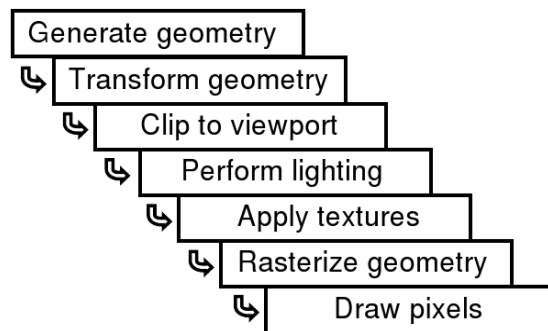 Generate geometry
Transform geometry
Clip to viewport
Perform lighting
Apply textures
Rasterize geometry
Draw pixels